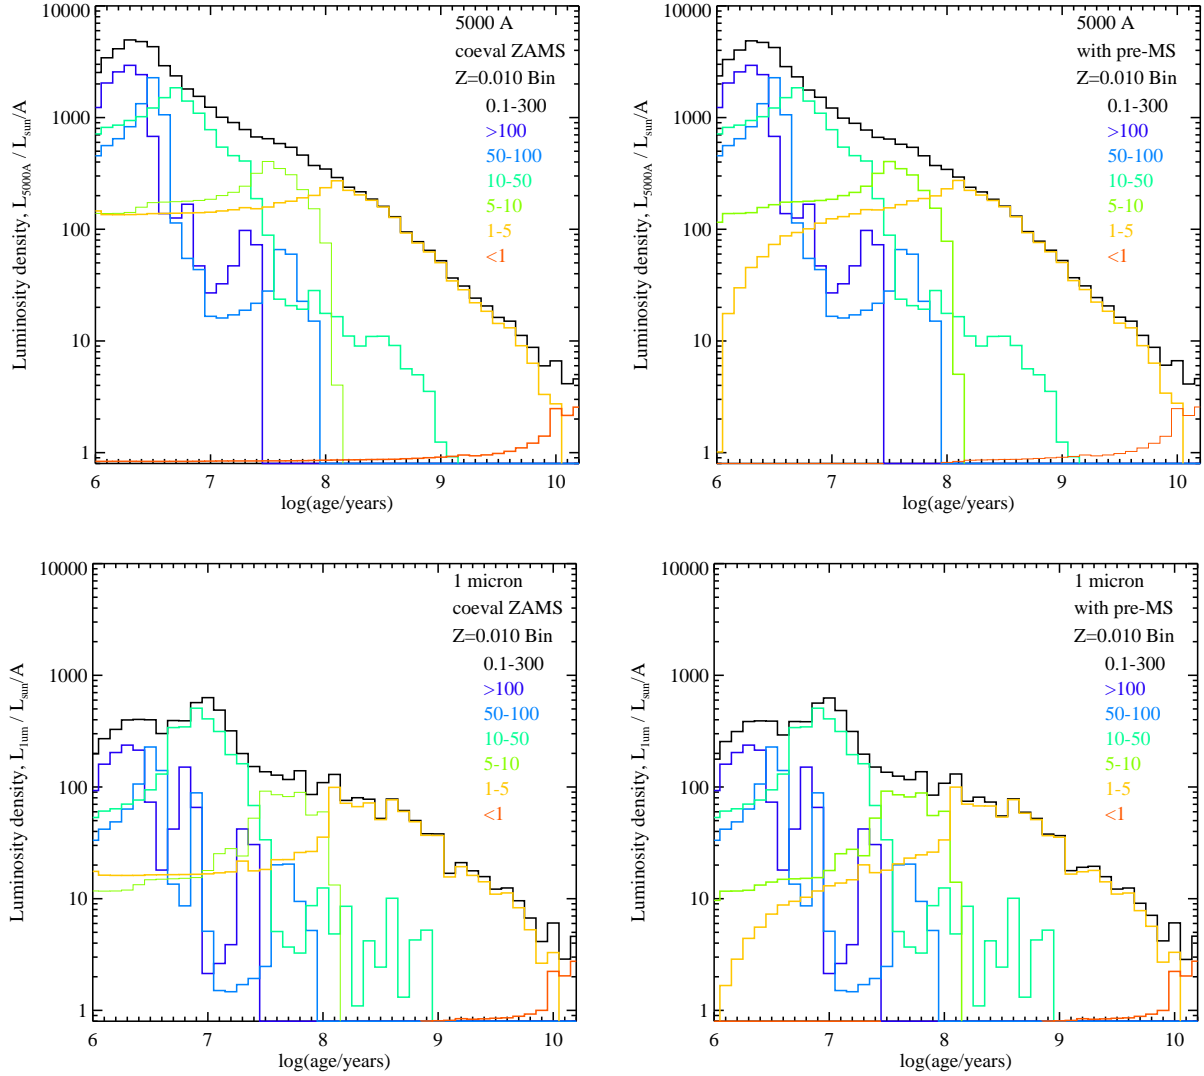 10000
1000
100
10
1
Luminosity density, L5000A / Lsun/A
5000 A
coeval ZAMS
Z=0.010 Bin
0.1-300
>100
50-100
10-50
5-10
1-5
<1
6 7 8 9 10
log(age/years)
10000
1000
100
10
1
Luminosity density, L5000A / Lsun/A
5000 A
with pre-MS
Z=0.010 Bin
0.1-300
>100
50-100
10-50
5-10
1-5
<1
6 7 8 9 10
log(age/years)
10000
1000
100
10
1
Luminosity density, L1um / Lsun/A
1 micron
coeval ZAMS
Z=0.010 Bin
0.1-300
>100
50-100
10-50
5-10
1-5
<1
6 7 8 9 10
log(age/years)
10000
1000
100
10
1
Luminosity density, L1um / Lsun/A
1 micron
with pre-MS
Z=0.010 Bin
0.1-300
>100
50-100
10-50
5-10
1-5
<1
6 7 8 9 10
log(age/years)